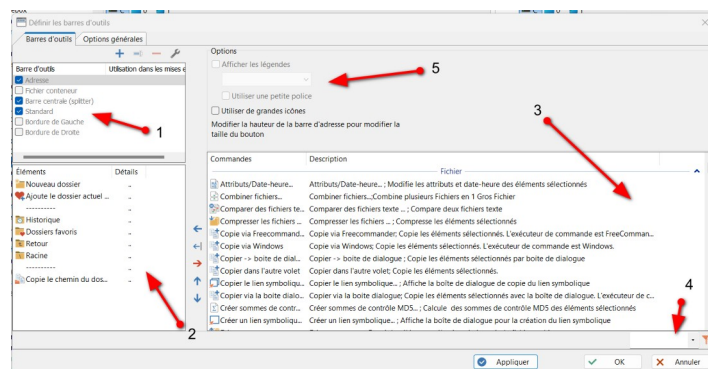 Définir les barres d'outils
Barres d'outils Options générales
Barre d'outils Utilisation dans les mises e
Adresse
Fichier conteneur
Barre centrale (splitter)
Standard
Bordure de Gauche
Bordure de Droite
1
Options
Afficher les légendes
Utiliser une petite police
Utiliser de grandes icônes
Modifier la hauteur de la barre d'adresse pour modifier la
taille du bouton
5
3
Éléments Détails
Nouveau dossier -
Ajoute le dossier actuel ... -
----------
Historique -
Dossiers favoris -
Retour -
Racine -
----------
Copie le chemin du dos... -
2
Commandes Description
Fichier
Attributs/Date-heure... Attributs/Date-heure... ; Modifie les attributs et date-heure des éléments sélectionnés
Combiner fichiers... Combiner fichiers...;Combine plusieurs Fichiers en 1 Gros Fichier
Comparer des fichiers te... Comparer des fichiers texte ... ; Compare deux fichiers texte
Compresser les fichiers ... Compresser les fichiers ... ; Compresse les éléments sélectionnés
Copie via Freecommand... Copie via Freecommander; Copie les éléments sélectionnés. L'exécuteur de commande est FreeComman...
Copie via Windows Copie via Windows; Copie les éléments sélectionnés. L'exécuteur de commande est Windows.
Copier -> boite de dial... Copier -> boite de dialogue ; Copie les éléments sélectionnés par boite de dialogue
Copier dans l'autre volet Copier dans l'autre volet; Copie les éléments sélectionnés.
Copier le lien symboliqu... Copier le lien symbolique... ; Affiche la boite de dialogue de copie du lien symbolique
Copier via la boite dialo... Copier via la boite dialogue; Copie les éléments sélectionnés avec la boite de dialogue. L'exécuteur de c...
Créer sommes de contr... Créer sommes de contrôle MD5... ; Calcule des sommes de contrôle MD5 des éléments sélectionnés
Créer un lien symboliqu... Créer un lien symbolique... ; Affiche la boite de dialogue pour la création du lien symbolique
4
Appliquer OK Annuler